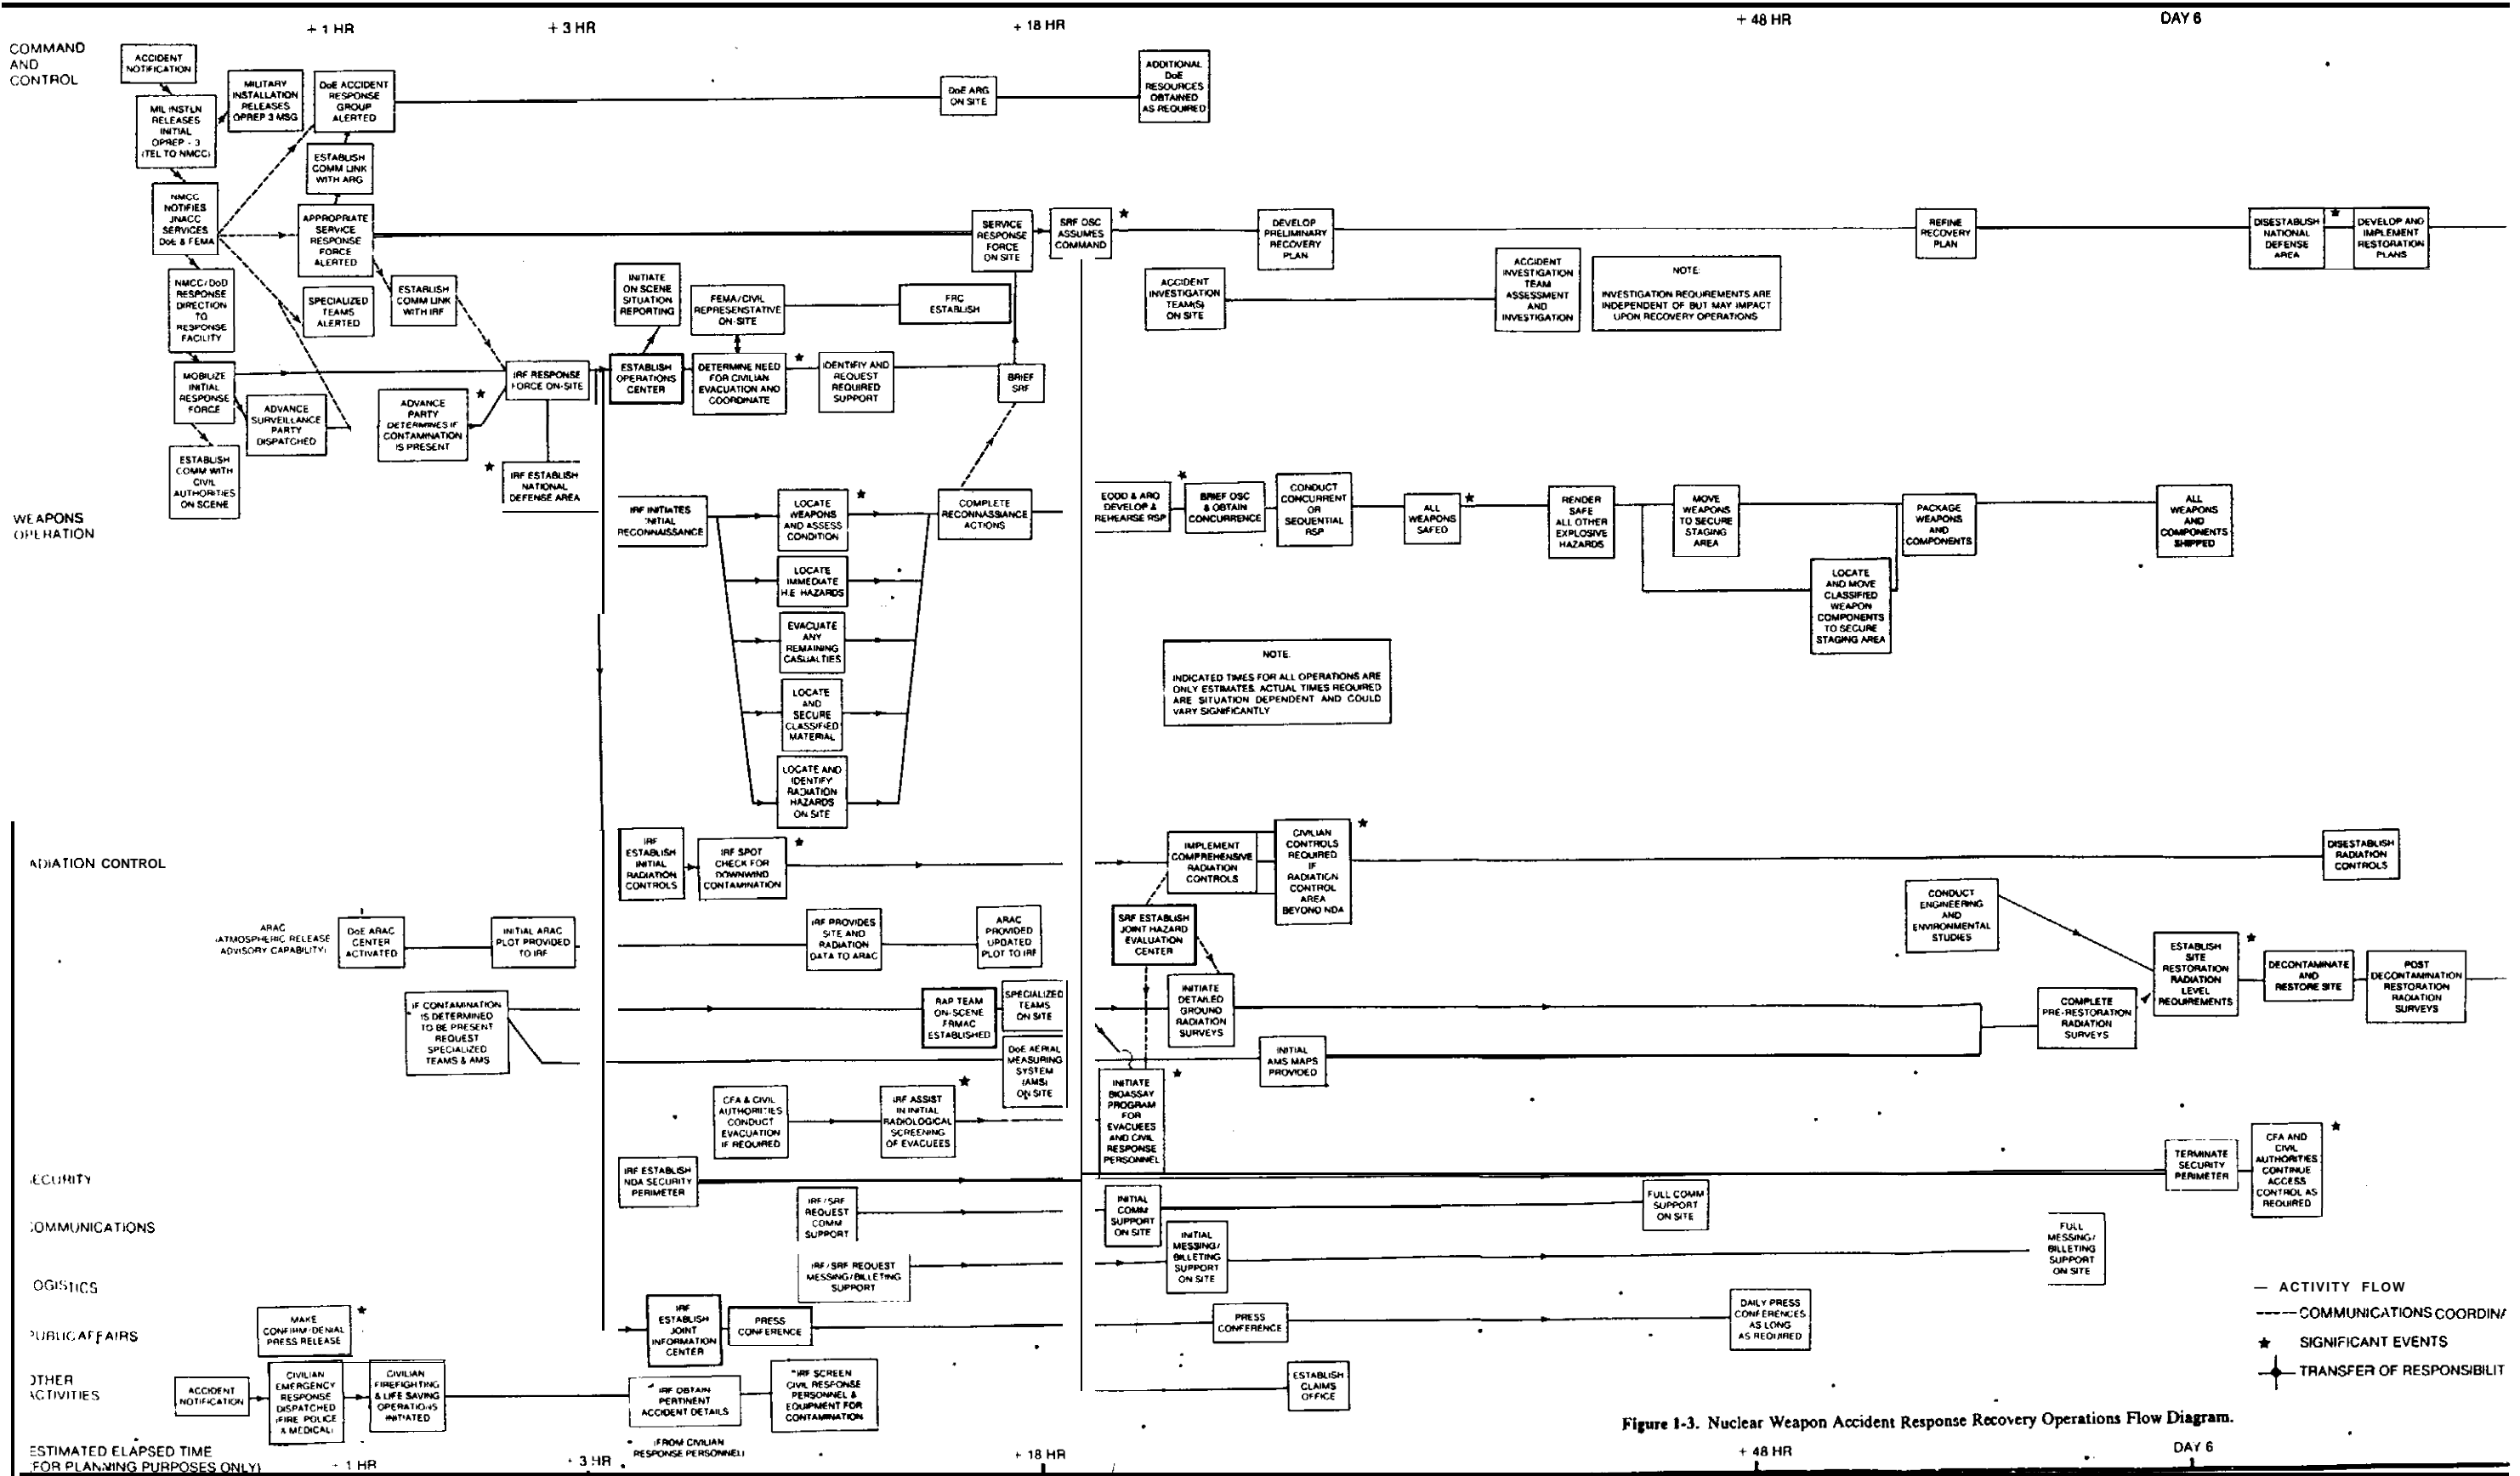 + 1 HR
+ 3 HR
+ 18 HR
+ 48 HR
DAY 6
COMMAND
AND
CONTROL
ACCIDENT
NOTIFICATION
MIL INSTLN
RELEASES
INITIAL
OPREP - 3
(TEL TO NMCC)
MILITARY
INSTALLATION
RELEASES
OPREP 3 MSG
DoE ACCIDENT
RESPONSE
GROUP
ALERTED
DoE ARG
ON SITE
ADDITIONAL
DoE
RESOURCES
OBTAINED
AS REQUIRED
ESTABLISH
COMM LINK
WITH ARG
NMCC
NOTIFIES
JNACC
SERVICES
DoE & FEMA
APPROPRIATE
SERVICE
RESPONSE
FORCE
ALERTED
SERVICE
RESPONSE
FORCE
ON SITE
SRF OSC
ASSUMES
COMMAND
DEVELOP
PRELIMINARY
RECOVERY
PLAN
REFINE
RECOVERY
PLAN
DISESTABLISH
NATIONAL
DEFENSE
AREA
DEVELOP AND
IMPLEMENT
RESTORATION
PLANS
NMCC/DoD
RESPONSE
DIRECTION
TO
RESPONSE
FACILITY
SPECIALIZED
TEAMS
ALERTED
ESTABLISH
COMM LINK
WITH IRF
INITIATE
ON SCENE
SITUATION
REPORTING
FEMA/CIVIL
REPRESENSTATIVE
ON-SITE
FRC
ESTABLISH
ACCIDENT
INVESTIGATION
TEAM(S)
ON SITE
ACCIDENT
INVESTIGATION
TEAM
ASSESSMENT
AND
INVESTIGATION
NOTE:
INVESTIGATION REQUIREMENTS ARE
INDEPENDENT OF BUT MAY IMPACT
UPON RECOVERY OPERATIONS
MOBILIZE
INITIAL
RESPONSE
FORCE
ADVANCE
SURVEILLANCE
PARTY
DISPATCHED
ADVANCE
PARTY
DETERMINES IF
CONTAMINATION
IS PRESENT
IRF RESPONSE
FORCE ON-SITE
ESTABLISH
OPERATIONS
CENTER
DETERMINE NEED
FOR CIVILIAN
EVACUATION AND
COORDINATE
IDENTIFIY AND
REQUEST
REQUIRED
SUPPORT
BRIEF
SRF
ESTABLISH
COMM WITH
CIVIL
AUTHORITIES
ON SCENE
IRF ESTABLISH
NATIONAL
DEFENSE AREA
WEAPONS
OPERATION
IRF INITIATES
INITIAL
RECONNAISSANCE
LOCATE
WEAPONS
AND ASSESS
CONDITION
COMPLETE
RECONNASSIANCE
ACTIONS
EODD & ARG
DEVELOP &
REHEARSE RSP
BRIEF OSC
& OBTAIN
CONCURRENCE
CONDUCT
CONCURRENT
OR
SEQUENTIAL
RSP
ALL
WEAPONS
SAFED
RENDER
SAFE
ALL OTHER
EXPLOSIVE
HAZARDS
MOVE
WEAPONS
TO SECURE
STAGING
AREA
PACKAGE
WEAPONS
AND
COMPONENTS
ALL
WEAPONS
AND
COMPONENTS
SHIPPED
LOCATE
IMMEDIATE
H.E. HAZARDS
LOCATE
AND MOVE
CLASSIFIED
WEAPON
COMPONENTS
TO SECURE
STAGING AREA
EVACUATE
ANY
REMAINING
CASUALTIES
NOTE.
INDICATED TIMES FOR ALL OPERATIONS ARE
ONLY ESTIMATES. ACTUAL TIMES REQUIRED
ARE SITUATION DEPENDENT AND COULD
VARY SIGNIFICANTLY
LOCATE
AND
SECURE
CLASSIFIED
MATERIAL
LOCATE AND
IDENTIFY
RADIATION
HAZARDS
ON SITE
ADIATION CONTROL
IRF
ESTABLISH
INITIAL
RADIATION
CONTROLS
IRF SPOT
CHECK FOR
DOWNWIND
CONTAMINATION
IMPLEMENT
COMPREHENSIVE
RADIATION
CONTROLS
CIVILIAN
CONTROLS
REQUIRED
IF
RADIATION
CONTROL
AREA
BEYOND NDA
DISESTABLISH
RADIATION
CONTROLS
ARAC
(ATMOSPHERIC RELEASE
ADVISORY CAPABILITY)
DoE ARAC
CENTER
ACTIVATED
INITIAL ARAC
PLOT PROVIDED
TO IRF
IRF PROVIDES
SITE AND
RADIATION
DATA TO ARAC
ARAC
PROVIDED
UPDATED
PLOT TO IRF
SRF ESTABLISH
JOINT HAZARD
EVALUATION
CENTER
CONDUCT
ENGINEERING
AND
ENVIRONMENTAL
STUDIES
ESTABLISH
SITE
RESTORATION
RADIATION
LEVEL
REQUIREMENTS
DECONTAMINATE
AND
RESTORE SITE
POST
DECONTAMINATION
RESTORATION
RADIATION
SURVEYS
IF CONTAMINATION
IS DETERMINED
TO BE PRESENT
REQUEST
SPECIALIZED
TEAMS & AMS
RAP TEAM
ON-SCENE
FRMAC
ESTABLISHED
SPECIALIZED
TEAMS
ON SITE
INITIATE
DETAILED
GROUND
RADIATION
SURVEYS
COMPLETE
PRE-RESTORATION
RADIATION
SURVEYS
DoE AERIAL
MEASURING
SYSTEM
(AMS)
ON SITE
INITIAL
AMS MAPS
PROVIDED
CFA & CIVIL
AUTHORITIES
CONDUCT
EVACUATION
IF REQUIRED
IRF ASSIST
IN INITIAL
RADIOLOGICAL
SCREENING
OF EVACUEES
INITIATE
BIOASSAY
PROGRAM
FOR
EVACUEES
AND CIVIL
RESPONSE
PERSONNEL
ECURITY
IRF ESTABLISH
NDA SECURITY
PERIMETER
TERMINATE
SECURITY
PERIMETER
CFA AND
CIVIL
AUTHORITIES
CONTINUE
ACCESS
CONTROL AS
REQUIRED
OMMUNICATIONS
IRF/SRF
REQUEST
COMM
SUPPORT
INITIAL
COMM
SUPPORT
ON SITE
FULL COMM
SUPPORT
ON SITE
OGISTICS
IRF/SRF REQUEST
MESSING/BILLETING
SUPPORT
INITIAL
MESSING/
BILLETING
SUPPORT
ON SITE
FULL
MESSING/
BILLETING
SUPPORT
ON SITE
PUBLIC AFFAIRS
MAKE
CONFIRM-DENIAL
PRESS RELEASE
IRF
ESTABLISH
JOINT
INFORMATION
CENTER
PRESS
CONFERENCE
PRESS
CONFERENCE
DAILY PRESS
CONFERENCES
AS LONG
AS REQUIRED
OTHER
ACTIVITIES
ACCIDENT
NOTIFICATION
CIVILIAN
EMERGENCY
RESPONSE
DISPATCHED
(FIRE POLICE
& MEDICAL)
CIVILIAN
FIREFIGHTING
& LIFE SAVING
OPERATIONS
INITIATED
IRF OBTAIN
PERTINENT
ACCIDENT DETAILS
(FROM CIVILIAN
RESPONSE PERSONNEL)
IRF SCREEN
CIVIL RESPONSE
PERSONNEL &
EQUIPMENT FOR
CONTAMINATION
ESTABLISH
CLAIMS
OFFICE
— ACTIVITY FLOW
----COMMUNICATIONS COORDINA
★ SIGNIFICANT EVENTS
TRANSFER OF RESPONSIBILIT
Figure 1-3. Nuclear Weapon Accident Response Recovery Operations Flow Diagram.
ESTIMATED ELAPSED TIME
(FOR PLANNING PURPOSES ONLY)
+ 1 HR
+ 3 HR
+ 18 HR
+ 48 HR
DAY 6